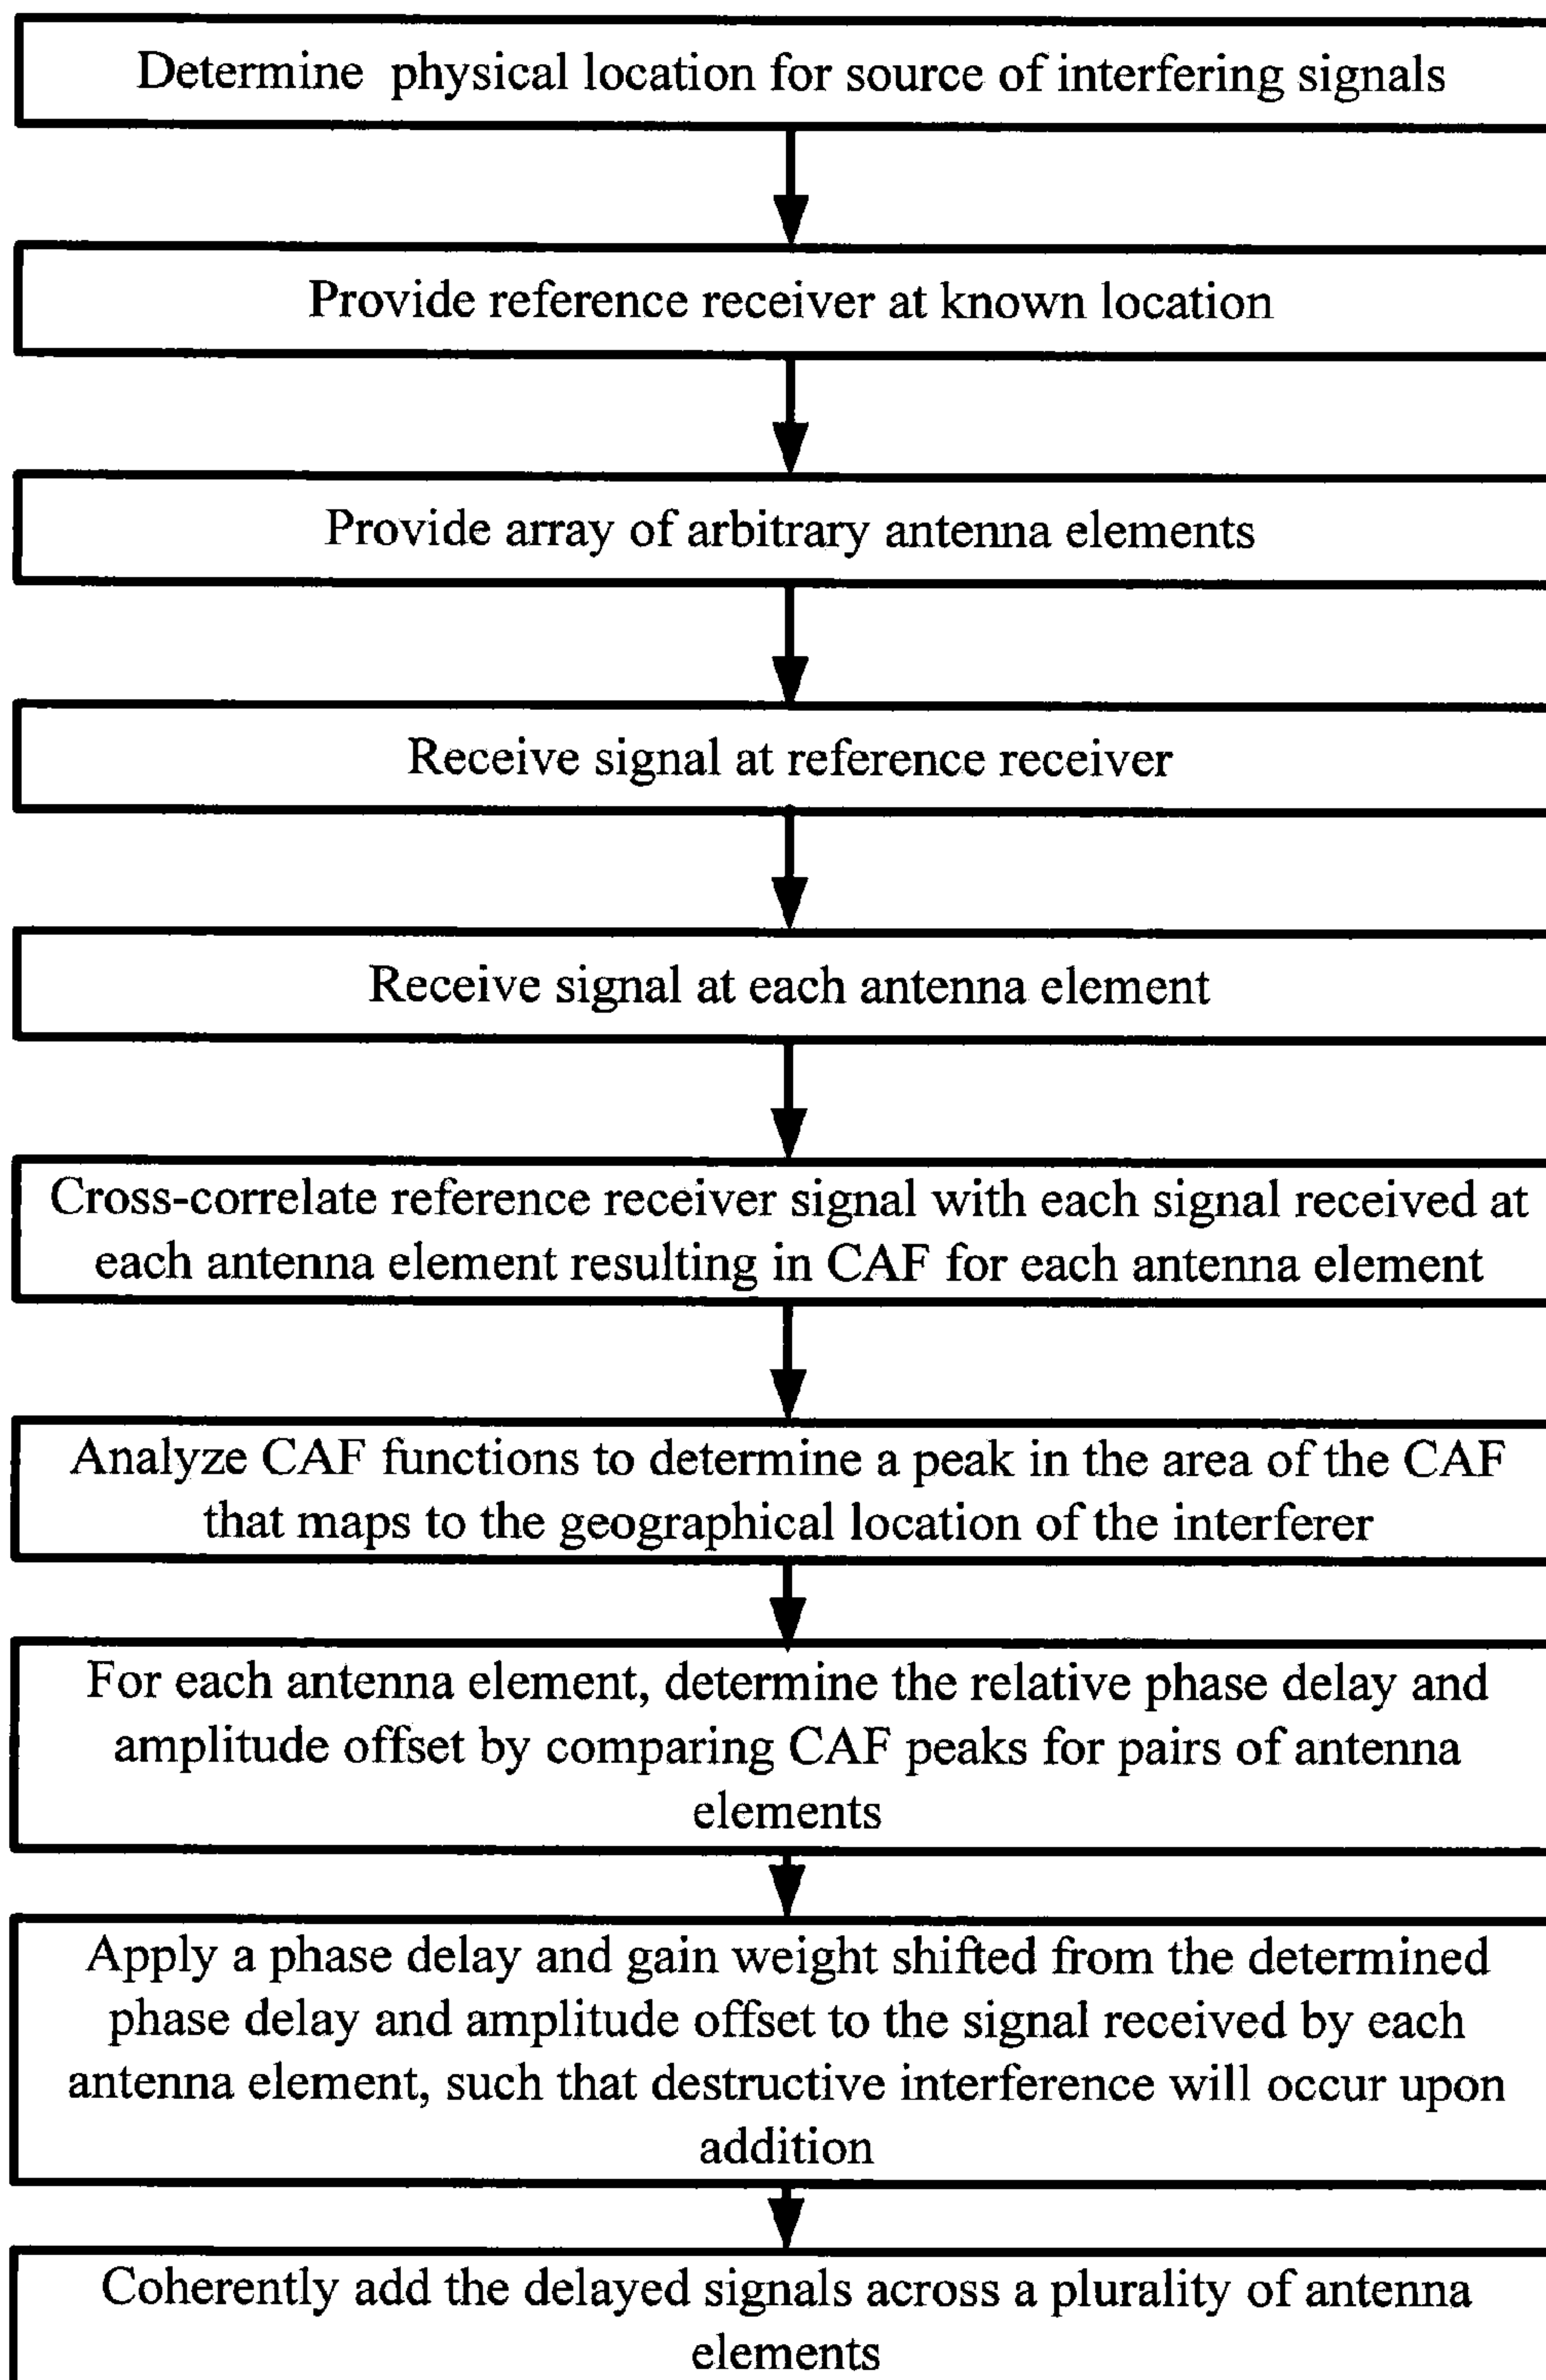 Determine physical location for source of interfering signals
Provide reference receiver at known location
Provide array of arbitrary antenna elements
Receive signal at reference receiver
Receive signal at each antenna element
Cross-correlate reference receiver signal with each signal received at
each antenna element resulting in CAF for each antenna element
Analyze CAF functions to determine a peak in the area of the CAF
that maps to the geographical location of the interferer
For each antenna element, determine the relative phase delay and
amplitude offset by comparing CAF peaks for pairs of antenna
elements
Apply a phase delay and gain weight shifted from the determined
phase delay and amplitude offset to the signal received by each
antenna element, such that destructive interference will occur upon
addition
Coherently add the delayed signals across a plurality of antenna
elements